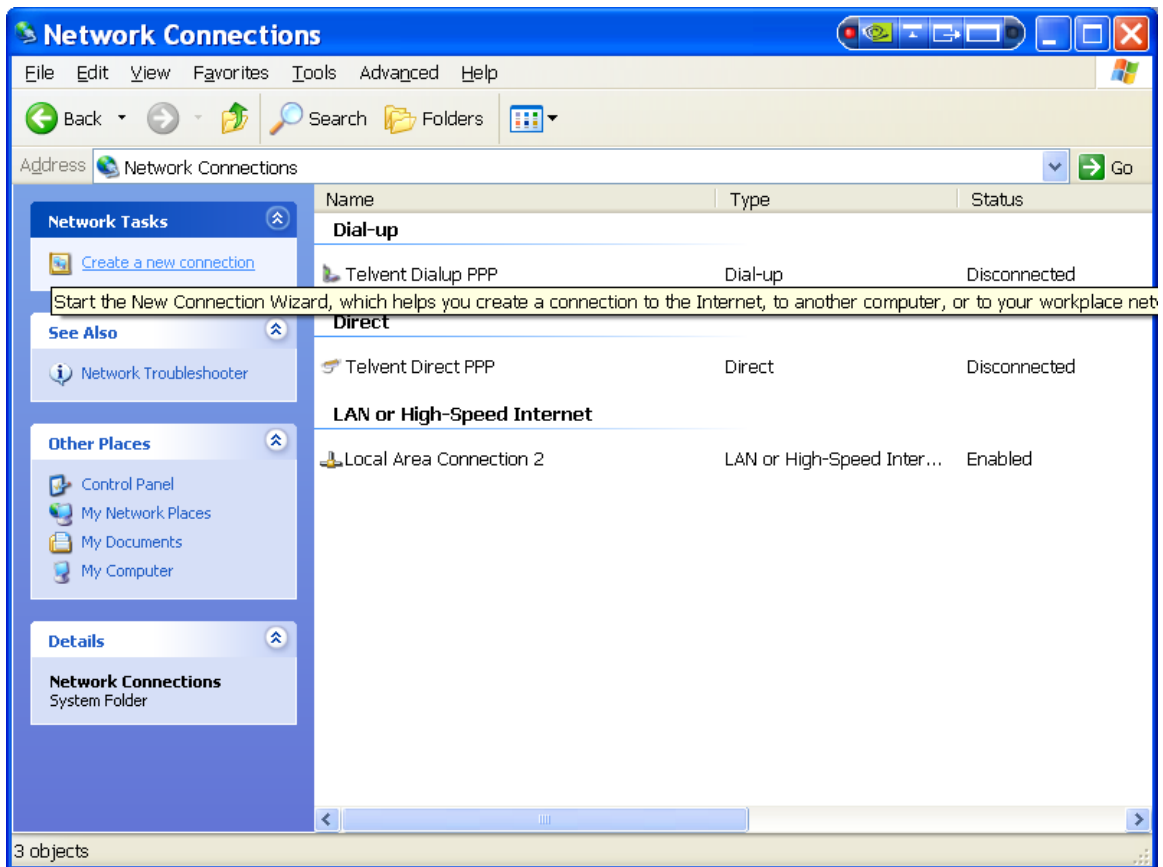 Network Connections
File Edit View Favorites Tools Advanced Help
Back Search Folders
Address Network Connections Go
Network Tasks
Create a new connection
Start the New Connection Wizard, which helps you create a connection to the Internet, to another computer, or to your workplace net
See Also
Network Troubleshooter
Other Places
Control Panel
My Network Places
My Documents
My Computer
Details
Network Connections
System Folder
Name Type Status
Dial-up
Telvent Dialup PPP Dial-up Disconnected
Direct
Telvent Direct PPP Direct Disconnected
LAN or High-Speed Internet
Local Area Connection 2 LAN or High-Speed Inter... Enabled
3 objects